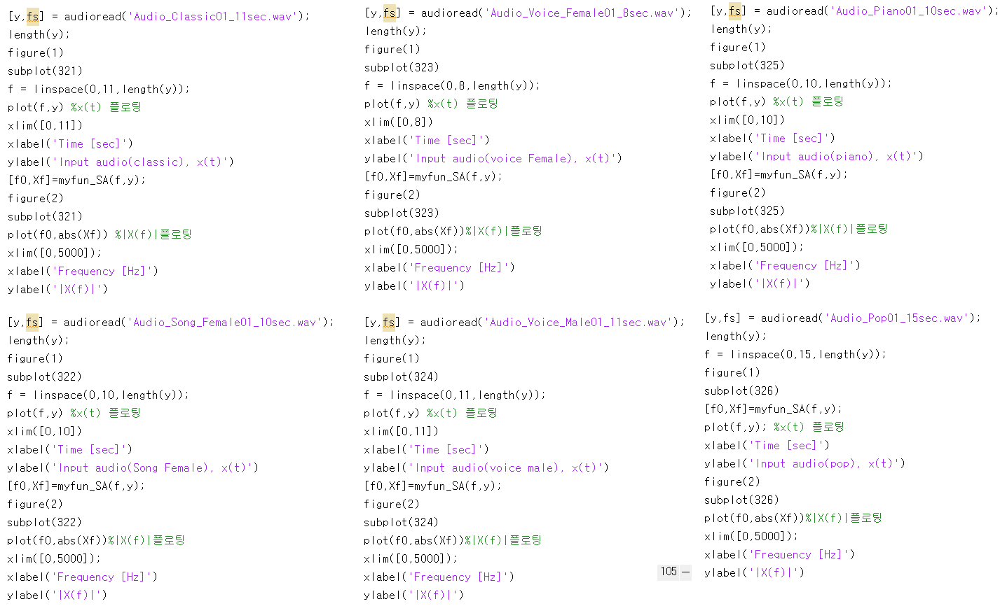 [y,fs] = audioread('Audio_Classic01_11sec.wav');
length(y);
figure(1)
subplot(321)
f = linspace(0,11,length(y));
plot(f,y) %x(t) 플로팅
xlim([0,11])
xlabel('Time [sec]')
ylabel('Input audio(classic), x(t)')
[f0,Xf]=myfun_SA(f,y);
figure(2)
subplot(321)
plot(f0,abs(Xf)) %|X(f)|플로팅
xlim([0,5000]);
xlabel('Frequency [Hz]')
ylabel('|X(f)|')
[y,fs] = audioread('Audio_Song_Female01_10sec.wav');
length(y);
figure(1)
subplot(322)
f = linspace(0,10,length(y));
plot(f,y) %x(t) 플로팅
xlim([0,10])
xlabel('Time [sec]')
ylabel('Input audio(Song Female), x(t)')
[f0,Xf]=myfun_SA(f,y);
figure(2)
subplot(322)
plot(f0,abs(Xf))%|X(f)|플로팅
xlim([0,5000]);
xlabel('Frequency [Hz]')
ylabel('|X(f)|')
[y,fs] = audioread('Audio_Voice_Female01_8sec.wav');
length(y);
figure(1)
subplot(323)
f = linspace(0,8,length(y));
plot(f,y) %x(t) 플로팅
xlim([0,8])
xlabel('Time [sec]')
ylabel('Input audio(voice Female), x(t)')
[f0,Xf]=myfun_SA(f,y);
figure(2)
subplot(323)
plot(f0,abs(Xf))%|X(f)|플로팅
xlim([0,5000]);
xlabel('Frequency [Hz]')
ylabel('|X(f)|')
[y,fs] = audioread('Audio_Voice_Male01_11sec.wav');
length(y);
figure(1)
subplot(324)
f = linspace(0,11,length(y));
plot(f,y) %x(t) 플로팅
xlim([0,11])
xlabel('Time [sec]')
ylabel('Input audio(voice male), x(t)')
[f0,Xf]=myfun_SA(f,y);
figure(2)
subplot(324)
plot(f0,abs(Xf))%|X(f)|플로팅
xlim([0,5000]);
xlabel('Frequency [Hz]')
ylabel('|X(f)|')
[y,fs] = audioread('Audio_Piano01_10sec.wav');
length(y);
figure(1)
subplot(325)
f = linspace(0,10,length(y));
plot(f,y) %x(t) 플로팅
xlim([0,10])
xlabel('Time [sec]')
ylabel('Input audio(piano), x(t)')
[f0,Xf]=myfun_SA(f,y);
figure(2)
subplot(325)
plot(f0,abs(Xf))%|X(f)|플로팅
xlim([0,5000]);
xlabel('Frequency [Hz]')
ylabel('|X(f)|')
[y,fs] = audioread('Audio_Pop01_15sec.wav');
length(y);
f = linspace(0,15,length(y));
figure(1)
subplot(326)
[f0,Xf]=myfun_SA(f,y);
plot(f,y); %x(t) 플로팅
xlabel('Time [sec]')
ylabel('Input audio(pop), x(t)')
figure(2)
subplot(326)
plot(f0,abs(Xf))%|X(f)|플로팅
xlim([0,5000]);
xlabel('Frequency [Hz]')
105 –
ylabel('|X(f)|')